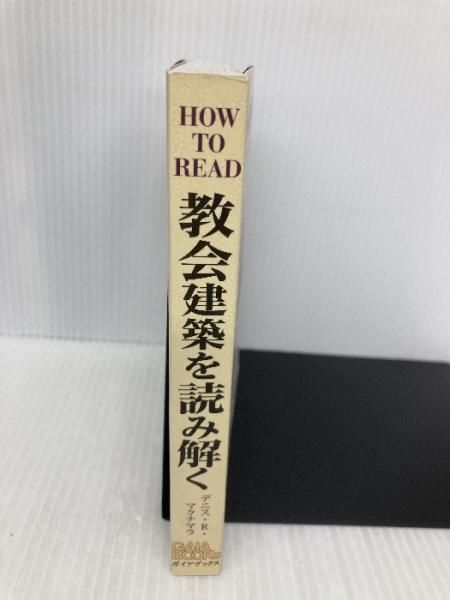 HOW
TO
READ
教会建築を読み解く
デニス・R・
マクナマラ
GAIA
BOOKS
ガイアブックス